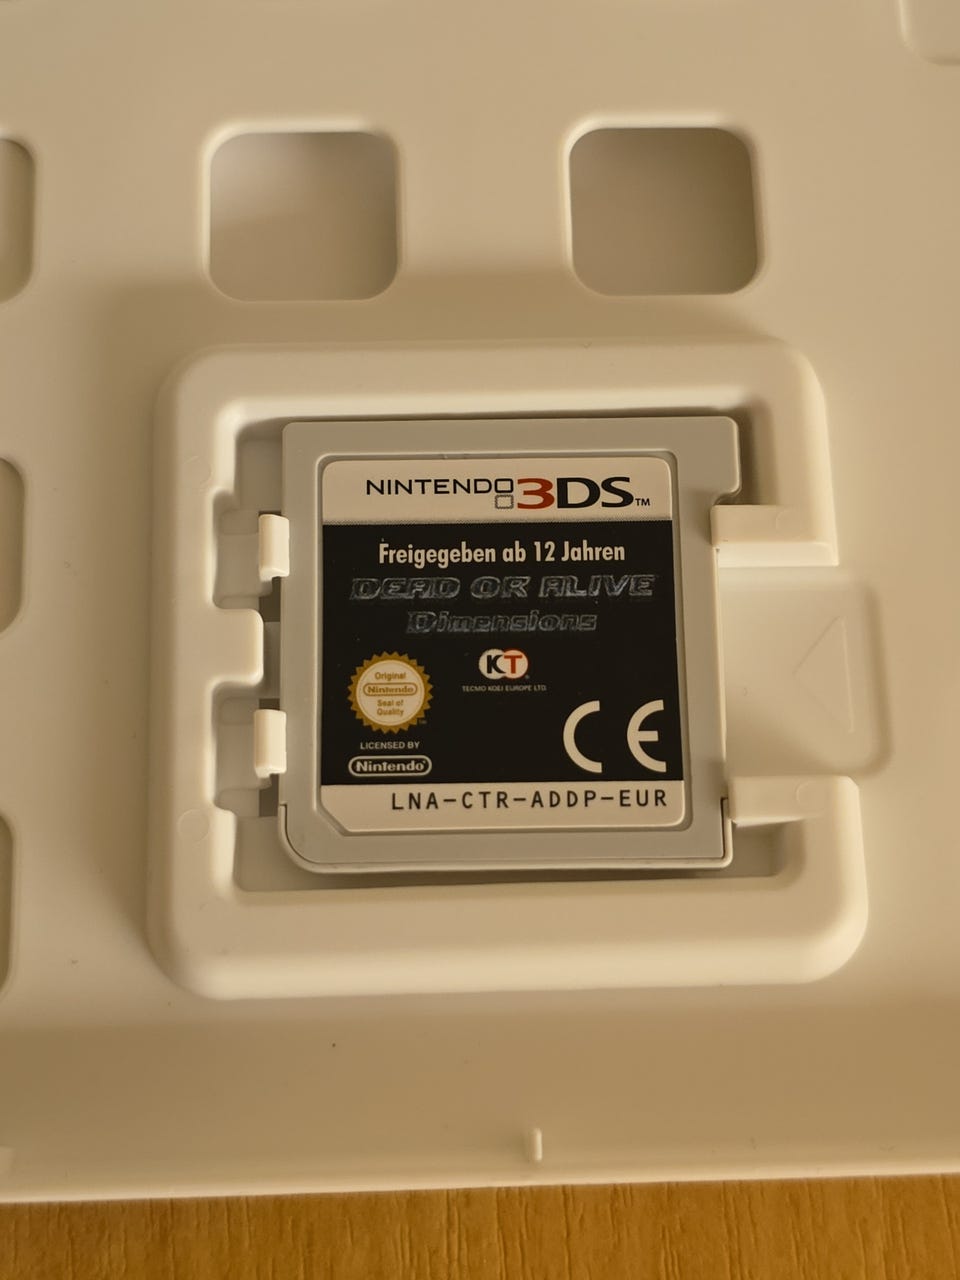 NINTENDO 3DS™
Freigegeben ab 12 Jahren
DEAD OR ALIVE
Dimensions
Original
Nintendo
Seal of
Quality
TM
KT®
TECMO KOEI EUROPE LTD.
LICENSED BY
Nintendo®
CE
LNA-CTR-ADDP-EUR